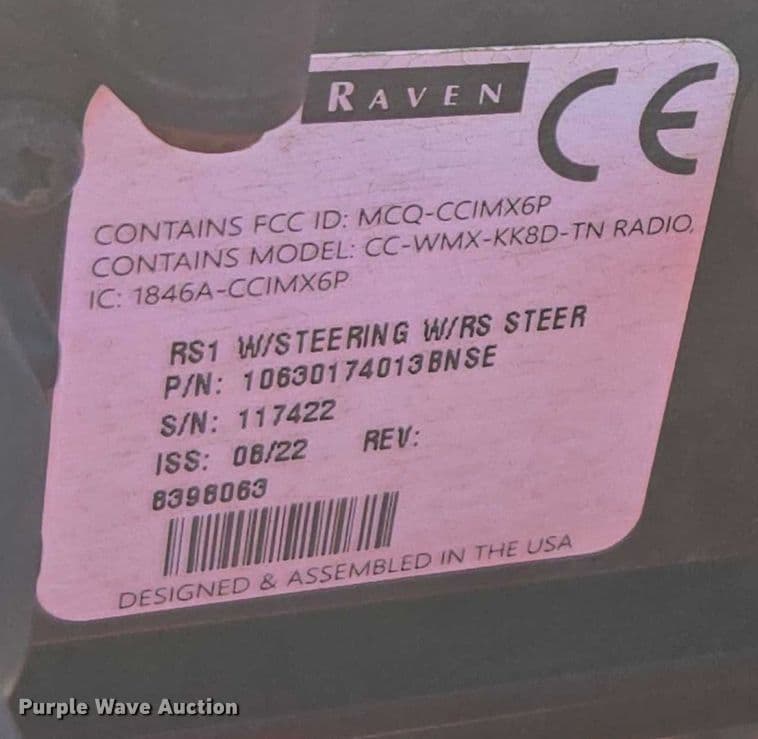 RAVEN
CE
CONTAINS FCC ID: MCQ-CCIMX6P
CONTAINS MODEL: CC-WMX-KK8D-TN RADIO,
IC: 1846A-CCIMX6P
RS1 W/STEERING W/RS STEER
P/N: 10630174013BNSE
S/N: 117422
ISS: 08/22 REV:
8398063
DESIGNED & ASSEMBLED IN THE USA
Purple Wave Auction